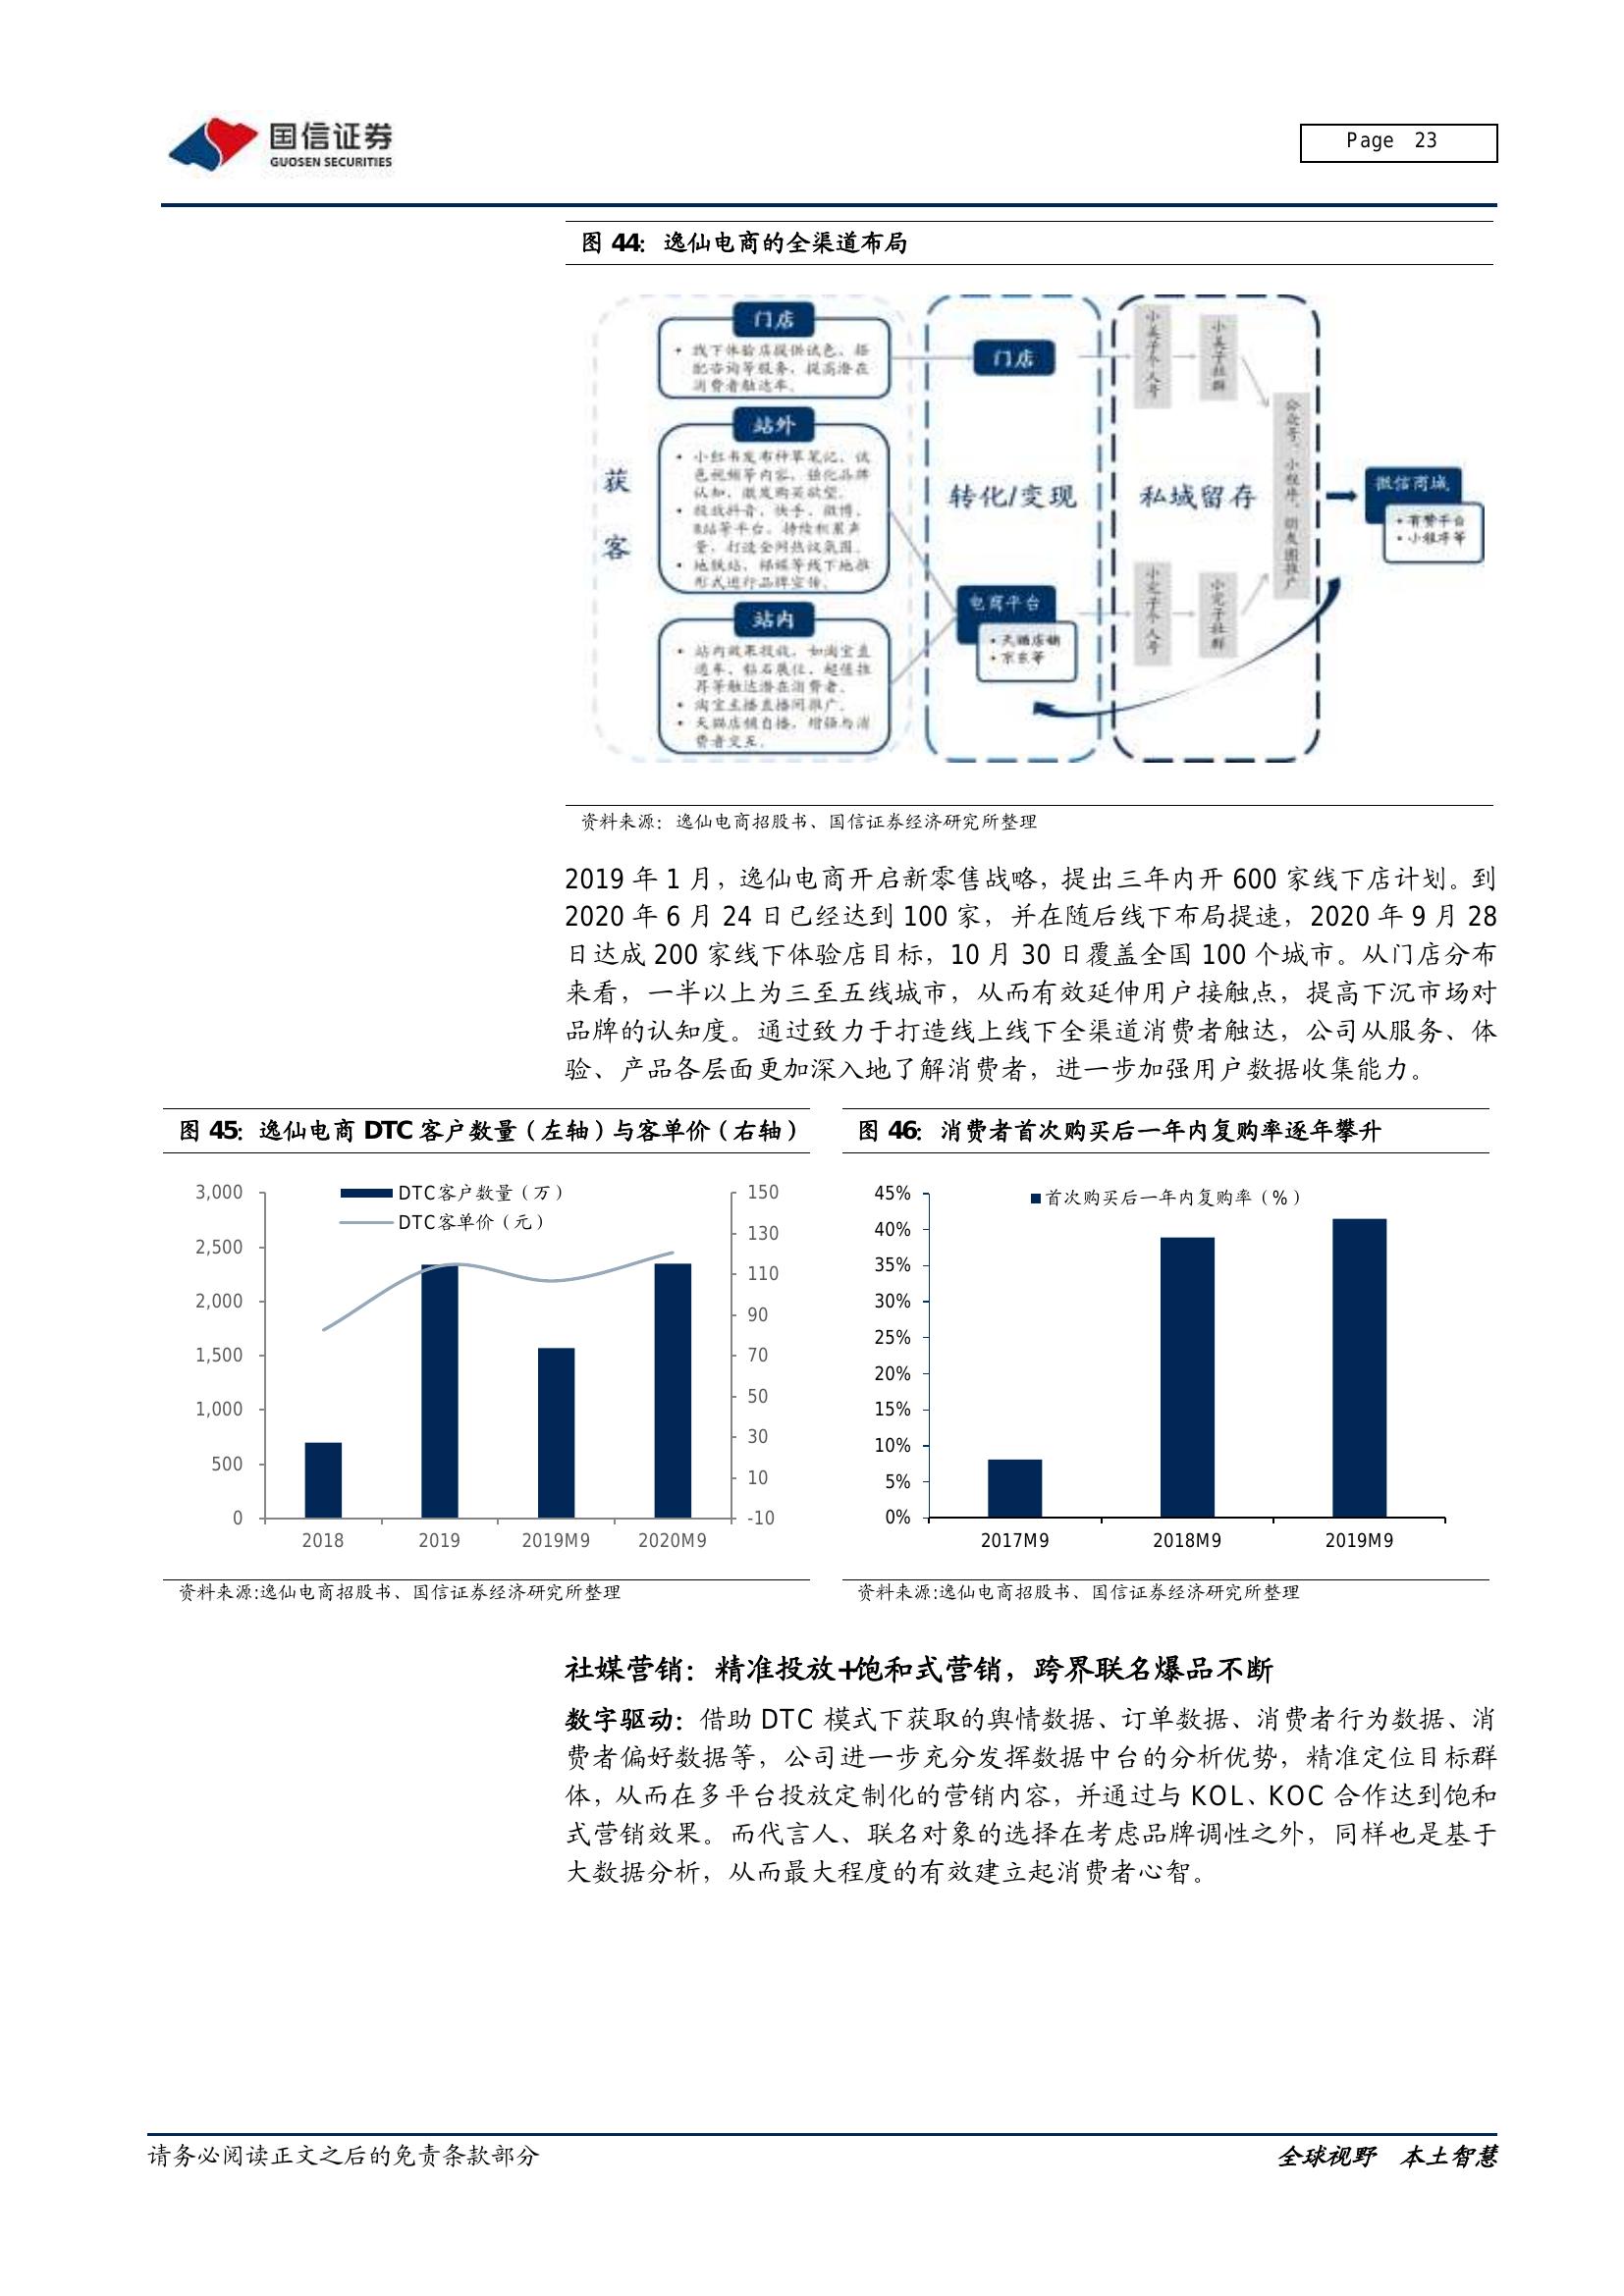 国信证券
GUOSEN SECURITIES
Page 23
图 44：逸仙电商的全渠道布局
获
客
门店
• 线下体验店提供试色、搭
配咨询等服务，提高潜在
消费者触达率。
站外
• 小红书发布种草笔记、试
色视频等内容，强化品牌
认知，激发购买欲望。
• 投放抖音、快手、微博、
B站等平台，持续积累声
量，打造全网热议氛围。
• 地铁站、梯媒等线下地推
形式进行品牌宣传。
站内
• 站内效果投放，如淘宝直
通车、钻石展位、超级推
荐等触达潜在消费者。
• 淘宝主播直播间推广。
• 天猫店铺自播，增强与消
费者交互。
门店
转化/变现
电商平台
• 天猫店铺
• 京东等
小美子个人号
小美子社群
私域留存
小完子个人号
小完子社群
公众号、小程序、朋友圈推广
微信商城
• 有赞平台
• 小程序等
资料来源：逸仙电商招股书、国信证券经济研究所整理
2019 年 1 月，逸仙电商开启新零售战略，提出三年内开 600 家线下店计划。到
2020 年 6 月 24 日已经达到 100 家，并在随后线下布局提速，2020 年 9 月 28
日达成 200 家线下体验店目标，10 月 30 日覆盖全国 100 个城市。从门店分布
来看，一半以上为三至五线城市，从而有效延伸用户接触点，提高下沉市场对
品牌的认知度。通过致力于打造线上线下全渠道消费者触达，公司从服务、体
验、产品各层面更加深入地了解消费者，进一步加强用户数据收集能力。
图 45：逸仙电商 DTC 客户数量（左轴）与客单价（右轴）
DTC客户数量（万）
DTC客单价（元）
3,000
2,500
2,000
1,500
1,000
500
0
150
130
110
90
70
50
30
10
-10
2018 2019 2019M9 2020M9
资料来源:逸仙电商招股书、国信证券经济研究所整理
图 46：消费者首次购买后一年内复购率逐年攀升
首次购买后一年内复购率（%）
45%
40%
35%
30%
25%
20%
15%
10%
5%
0%
2017M9 2018M9 2019M9
资料来源:逸仙电商招股书、国信证券经济研究所整理
社媒营销：精准投放+饱和式营销，跨界联名爆品不断
数字驱动：借助 DTC 模式下获取的舆情数据、订单数据、消费者行为数据、消
费者偏好数据等，公司进一步充分发挥数据中台的分析优势，精准定位目标群
体，从而在多平台投放定制化的营销内容，并通过与 KOL、KOC 合作达到饱和
式营销效果。而代言人、联名对象的选择在考虑品牌调性之外，同样也是基于
大数据分析，从而最大程度的有效建立起消费者心智。
请务必阅读正文之后的免责条款部分
全球视野 本土智慧